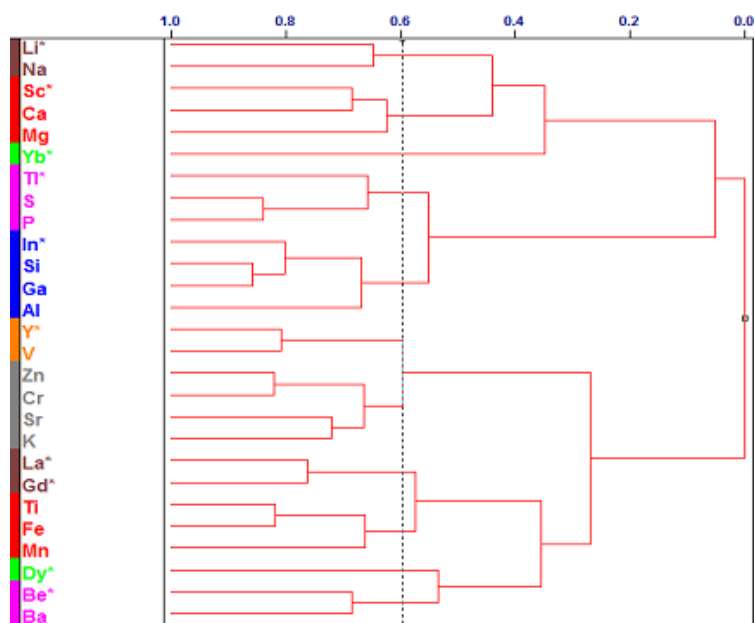 1.0 0.8 0.6 0.4 0.2 0.0
Li*
Na
Sc*
Ca
Mg
Yb*
Tl*
S
P
In*
Si
Ga
Al
Y*
V
Zn
Cr
Sr
K
La*
Gd*
Ti
Fe
Mn
Dy*
Be*
Ba